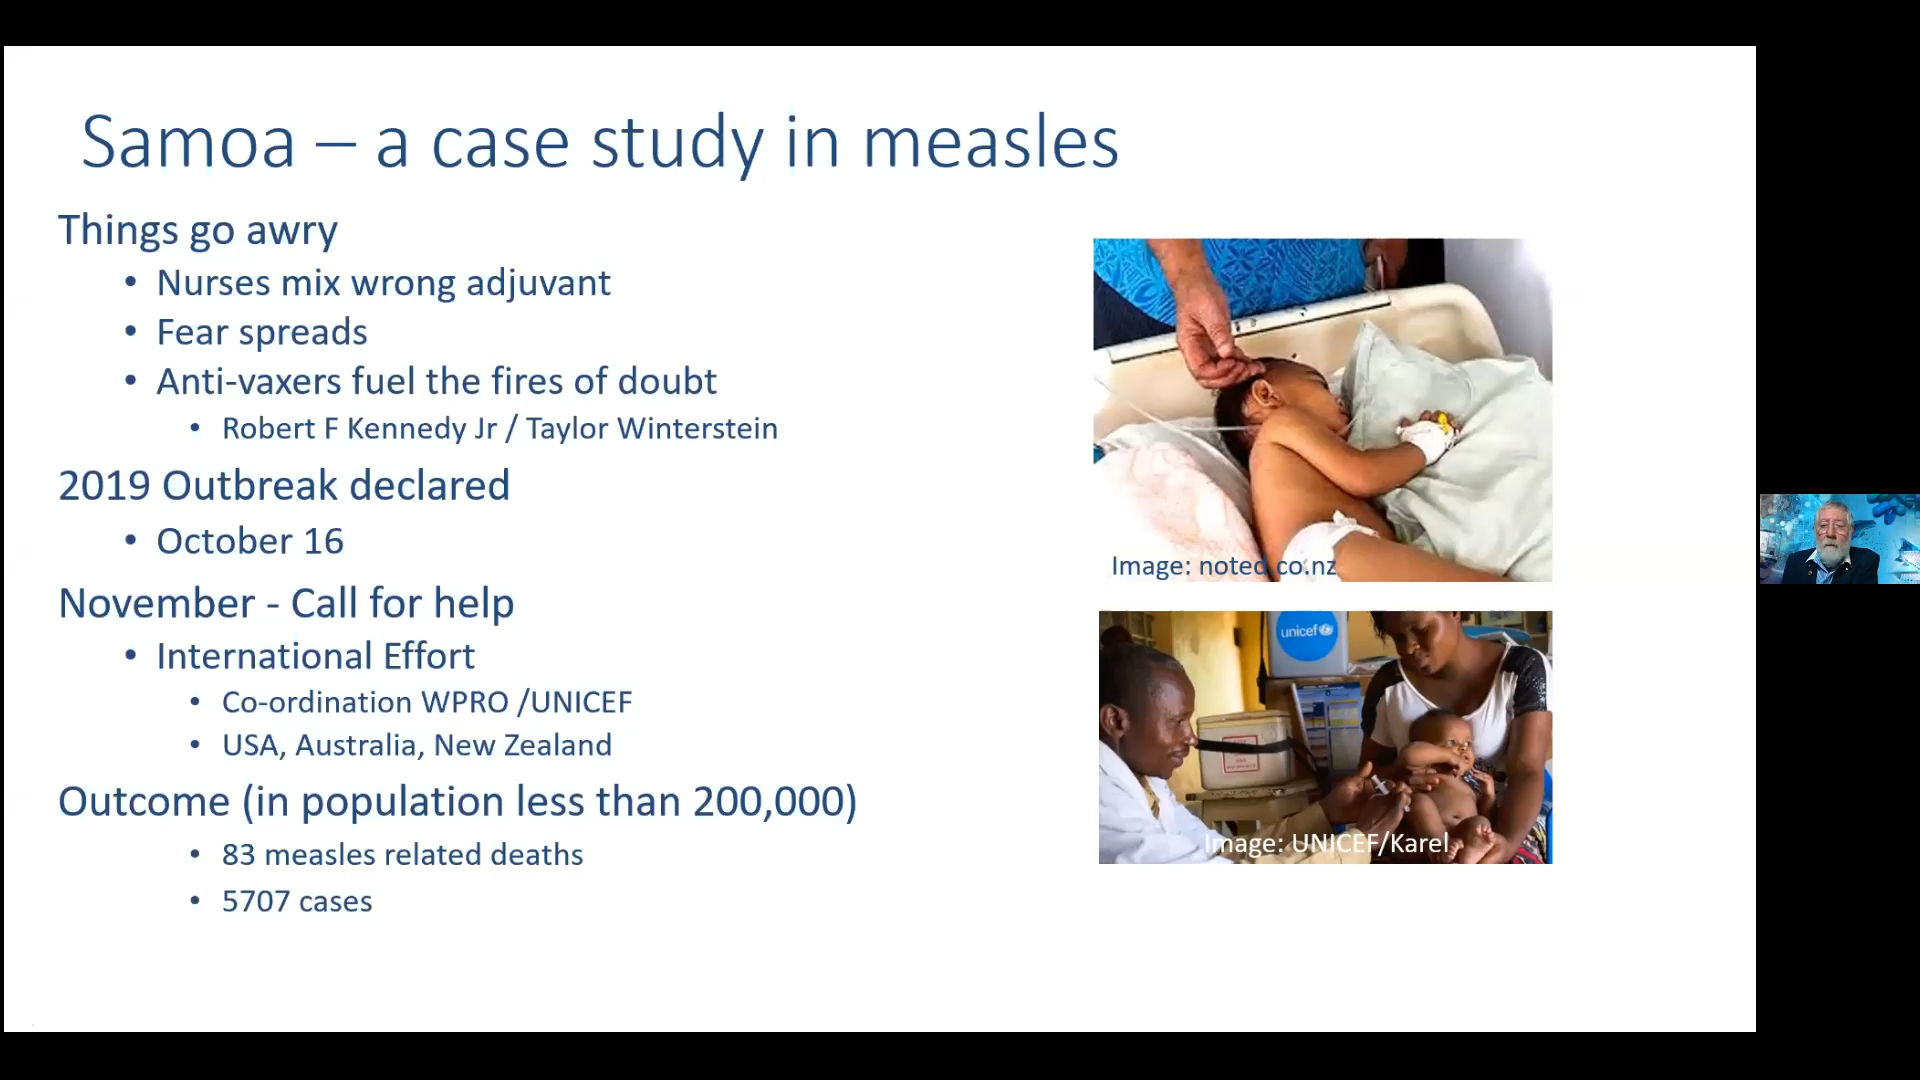 Samoa – a case study in measles
Things go awry
• Nurses mix wrong adjuvant
• Fear spreads
• Anti-vaxers fuel the fires of doubt
• Robert F Kennedy Jr / Taylor Winterstein
2019 Outbreak declared
• October 16
November - Call for help
• International Effort
• Co-ordination WPRO /UNICEF
• USA, Australia, New Zealand
Outcome (in population less than 200,000)
• 83 measles related deaths
• 5707 cases
Image: noted.co.nz
unicef
Image: UNICEF/Karel